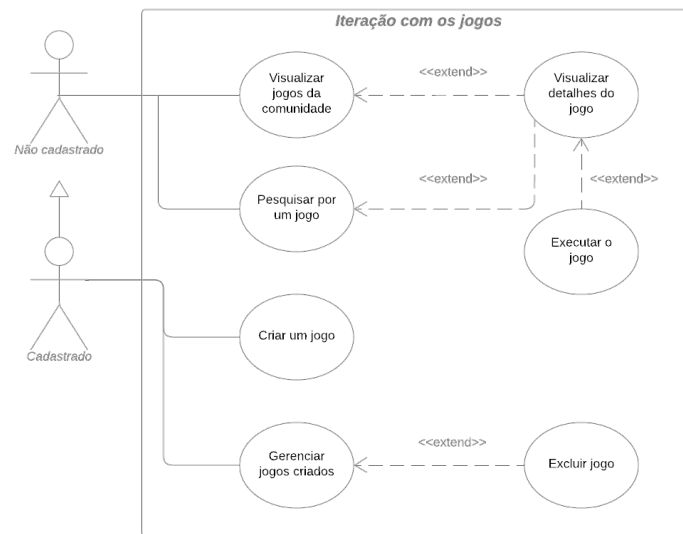 Iteração com os jogos
Visualizar
jogos da
comunidade
<<extend>>
Visualizar
detalhes do
jogo
Não cadastrado
Pesquisar por
um jogo
<<extend>>
<<extend>>
Executar o
jogo
Criar um jogo
Cadastrado
Gerenciar
jogos criados
<<extend>>
Excluir jogo